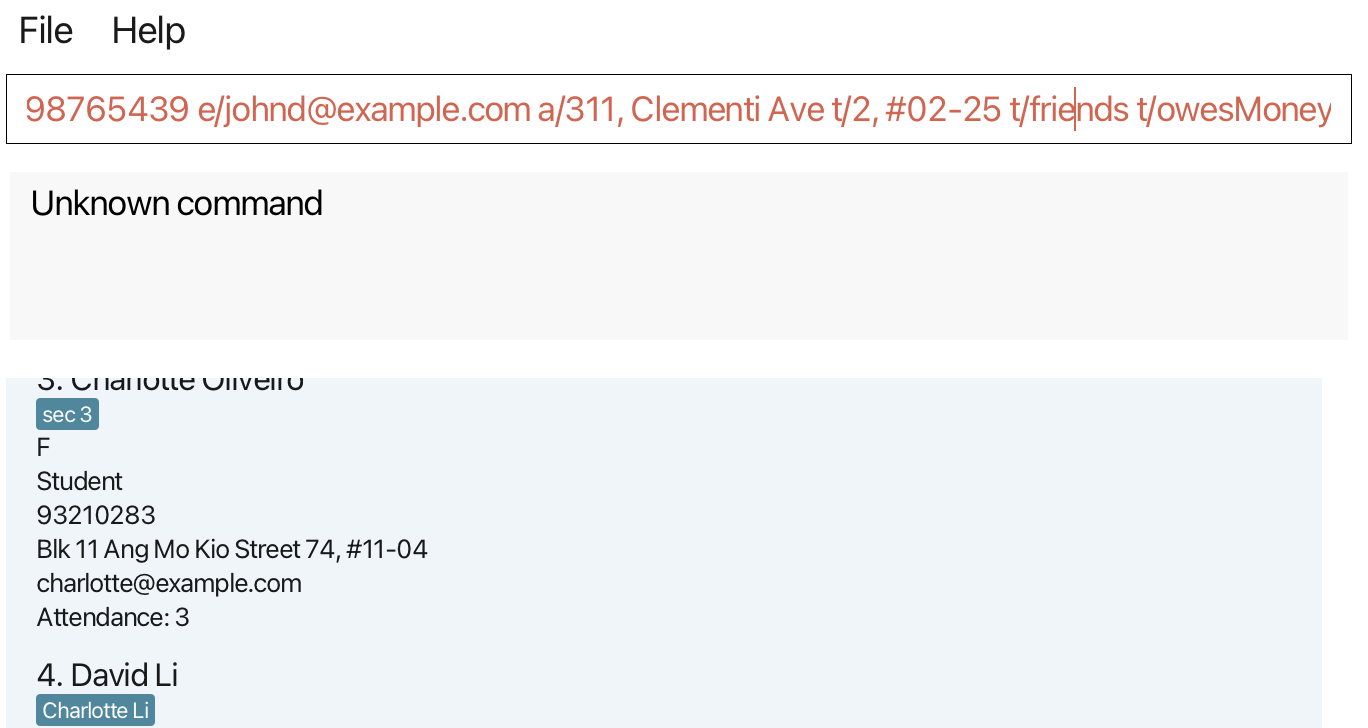 File Help
98765439 e/johnd@example.com a/311, Clementi Ave t/2, #02-25 t/friends t/owesMoney
Unknown command
3. Charlotte Oliveiro
sec 3
F
Student
93210283
Blk 11 Ang Mo Kio Street 74, #11-04
charlotte@example.com
Attendance: 3
4. David Li
Charlotte Li